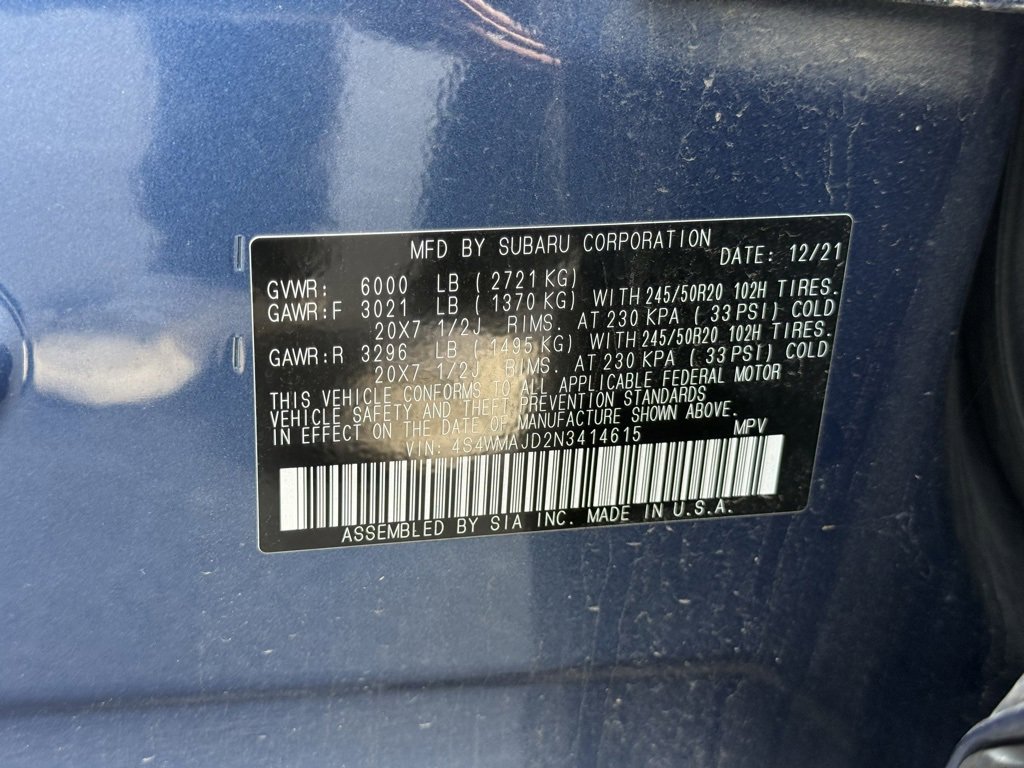 MFD BY SUBARU CORPORATION DATE: 12/21
GVWR: 6000 LB ( 2721 KG)
GAWR:F 3021 LB ( 1370 KG) WITH 245/50R20 102H TIRES.
20X7 1/2J RIMS. AT 230 KPA ( 33 PSI) COLD
GAWR:R 3296 LB ( 1495 KG) WITH 245/50R20 102H TIRES.
20X7 1/2J RIMS. AT 230 KPA ( 33 PSI) COLD
THIS VEHICLE CONFORMS TO ALL APPLICABLE FEDERAL MOTOR
VEHICLE SAFETY AND THEFT PREVENTION STANDARDS
IN EFFECT ON THE DATE OF MANUFACTURE SHOWN ABOVE.
VIN: 4S4WMAJD2N3414615 MPV
ASSEMBLED BY SIA INC. MADE IN U.S.A.